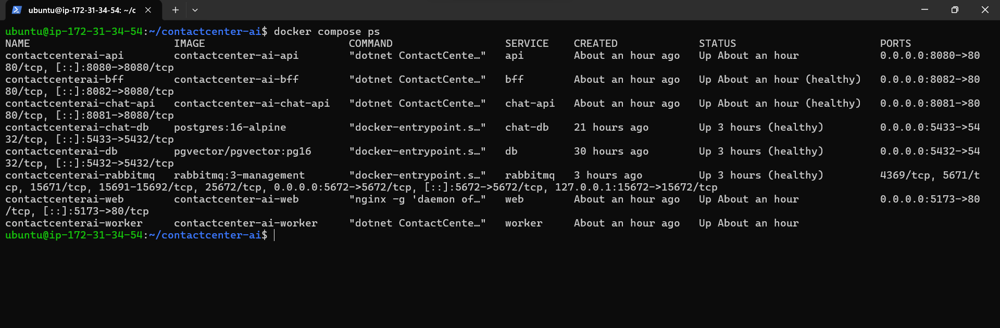 ubuntu@ip-172-31-34-54: ~/c
ubuntu@ip-172-31-34-54:~/contactcenter-ai$ docker compose ps
NAME                       IMAGE                       COMMAND                  SERVICE    CREATED             STATUS                       PORTS
contactcenterai-api        contactcenter-ai-api        "dotnet ContactCente…"   api        About an hour ago   Up About an hour             0.0.0.0:8080->80
80/tcp, [::]:8080->8080/tcp
contactcenterai-bff        contactcenter-ai-bff        "dotnet ContactCente…"   bff        About an hour ago   Up About an hour (healthy)   0.0.0.0:8082->80
80/tcp, [::]:8082->8080/tcp
contactcenterai-chat-api   contactcenter-ai-chat-api   "dotnet ContactCente…"   chat-api   About an hour ago   Up About an hour (healthy)   0.0.0.0:8081->80
80/tcp, [::]:8081->8080/tcp
contactcenterai-chat-db    postgres:16-alpine          "docker-entrypoint.s…"   chat-db    21 hours ago        Up 3 hours (healthy)         0.0.0.0:5433->54
32/tcp, [::]:5433->5432/tcp
contactcenterai-db         pgvector/pgvector:pg16      "docker-entrypoint.s…"   db         30 hours ago        Up 3 hours (healthy)         0.0.0.0:5432->54
32/tcp, [::]:5432->5432/tcp
contactcenterai-rabbitmq   rabbitmq:3-management       "docker-entrypoint.s…"   rabbitmq   3 hours ago         Up 3 hours (healthy)         4369/tcp, 5671/t
cp, 15671/tcp, 15691-15692/tcp, 25672/tcp, 0.0.0.0:5672->5672/tcp, [::]:5672->5672/tcp, 127.0.0.1:15672->15672/tcp
contactcenterai-web        contactcenter-ai-web        "nginx -g 'daemon of…"   web        About an hour ago   Up About an hour             0.0.0.0:5173->80
/tcp, [::]:5173->80/tcp
contactcenterai-worker     contactcenter-ai-worker     "dotnet ContactCente…"   worker     About an hour ago   Up About an hour
ubuntu@ip-172-31-34-54:~/contactcenter-ai$